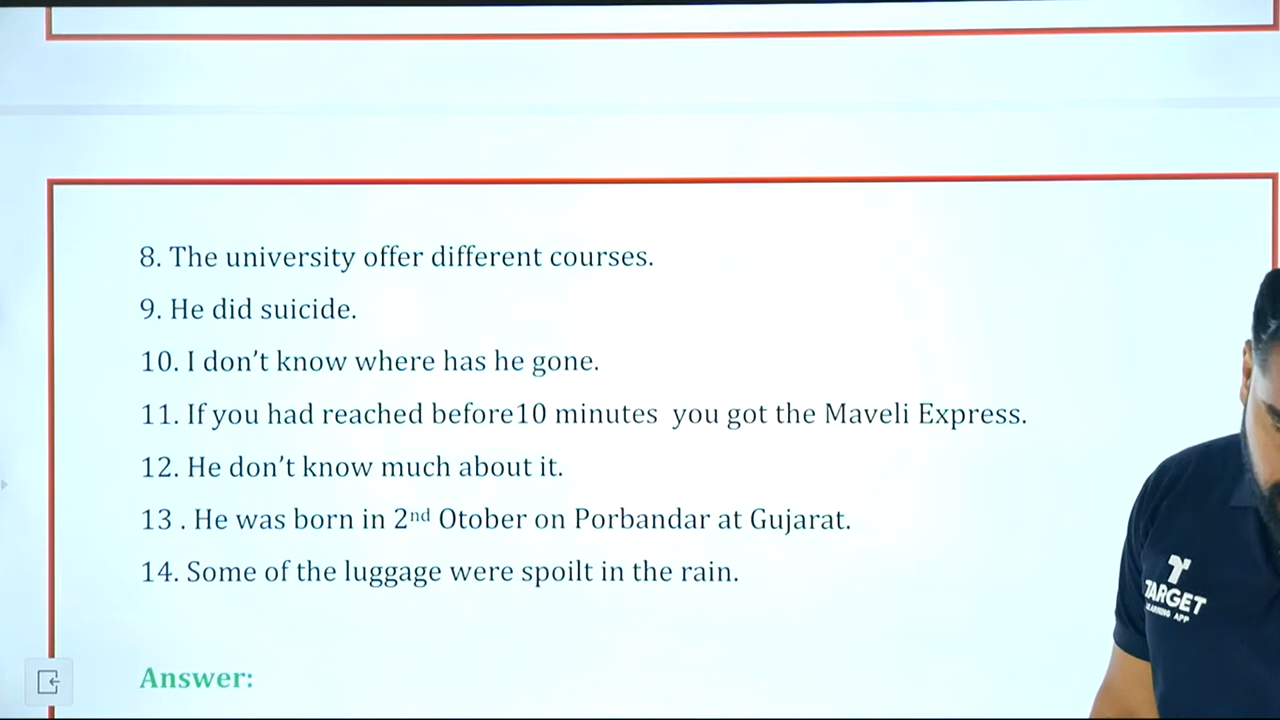 8. The university offer different courses.
9. He did suicide.
10. I don't know where has he gone.
11. If you had reached before10 minutes  you got the Maveli Express.
12. He don't know much about it.
13 . He was born in 2nd Otober on Porbandar at Gujarat.
14. Some of the luggage were spoilt in the rain.
Answer:
TARGET
LEARNING APP